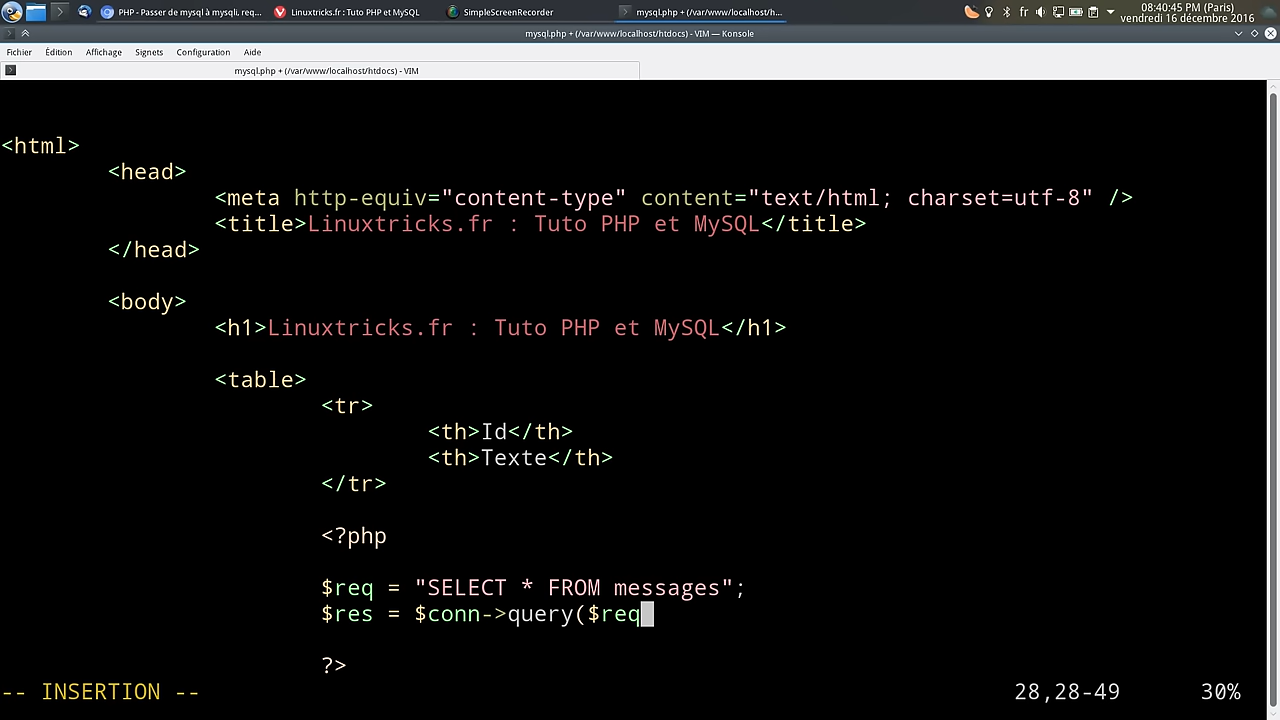 PHP - Passer de mysql à mysqli, req...
Linuxtricks.fr : Tuto PHP et MySQL
SimpleScreenRecorder
mysql.php + (/var/www/localhost/h...
fr
08:40:45 PM (Paris)
vendredi 16 décembre 2016
mysql.php + (/var/www/localhost/htdocs) - VIM — Konsole
Fichier Édition Affichage Signets Configuration Aide
mysql.php + (/var/www/localhost/htdocs) - VIM
<html>
<head>
<meta http-equiv="content-type" content="text/html; charset=utf-8" />
<title>Linuxtricks.fr : Tuto PHP et MySQL</title>
</head>
<body>
<h1>Linuxtricks.fr : Tuto PHP et MySQL</h1>
<table>
<tr>
<th>Id</th>
<th>Texte</th>
</tr>
<?php
$req = "SELECT * FROM messages";
$res = $conn->query($req
?>
-- INSERTION -- 28,28-49 30%